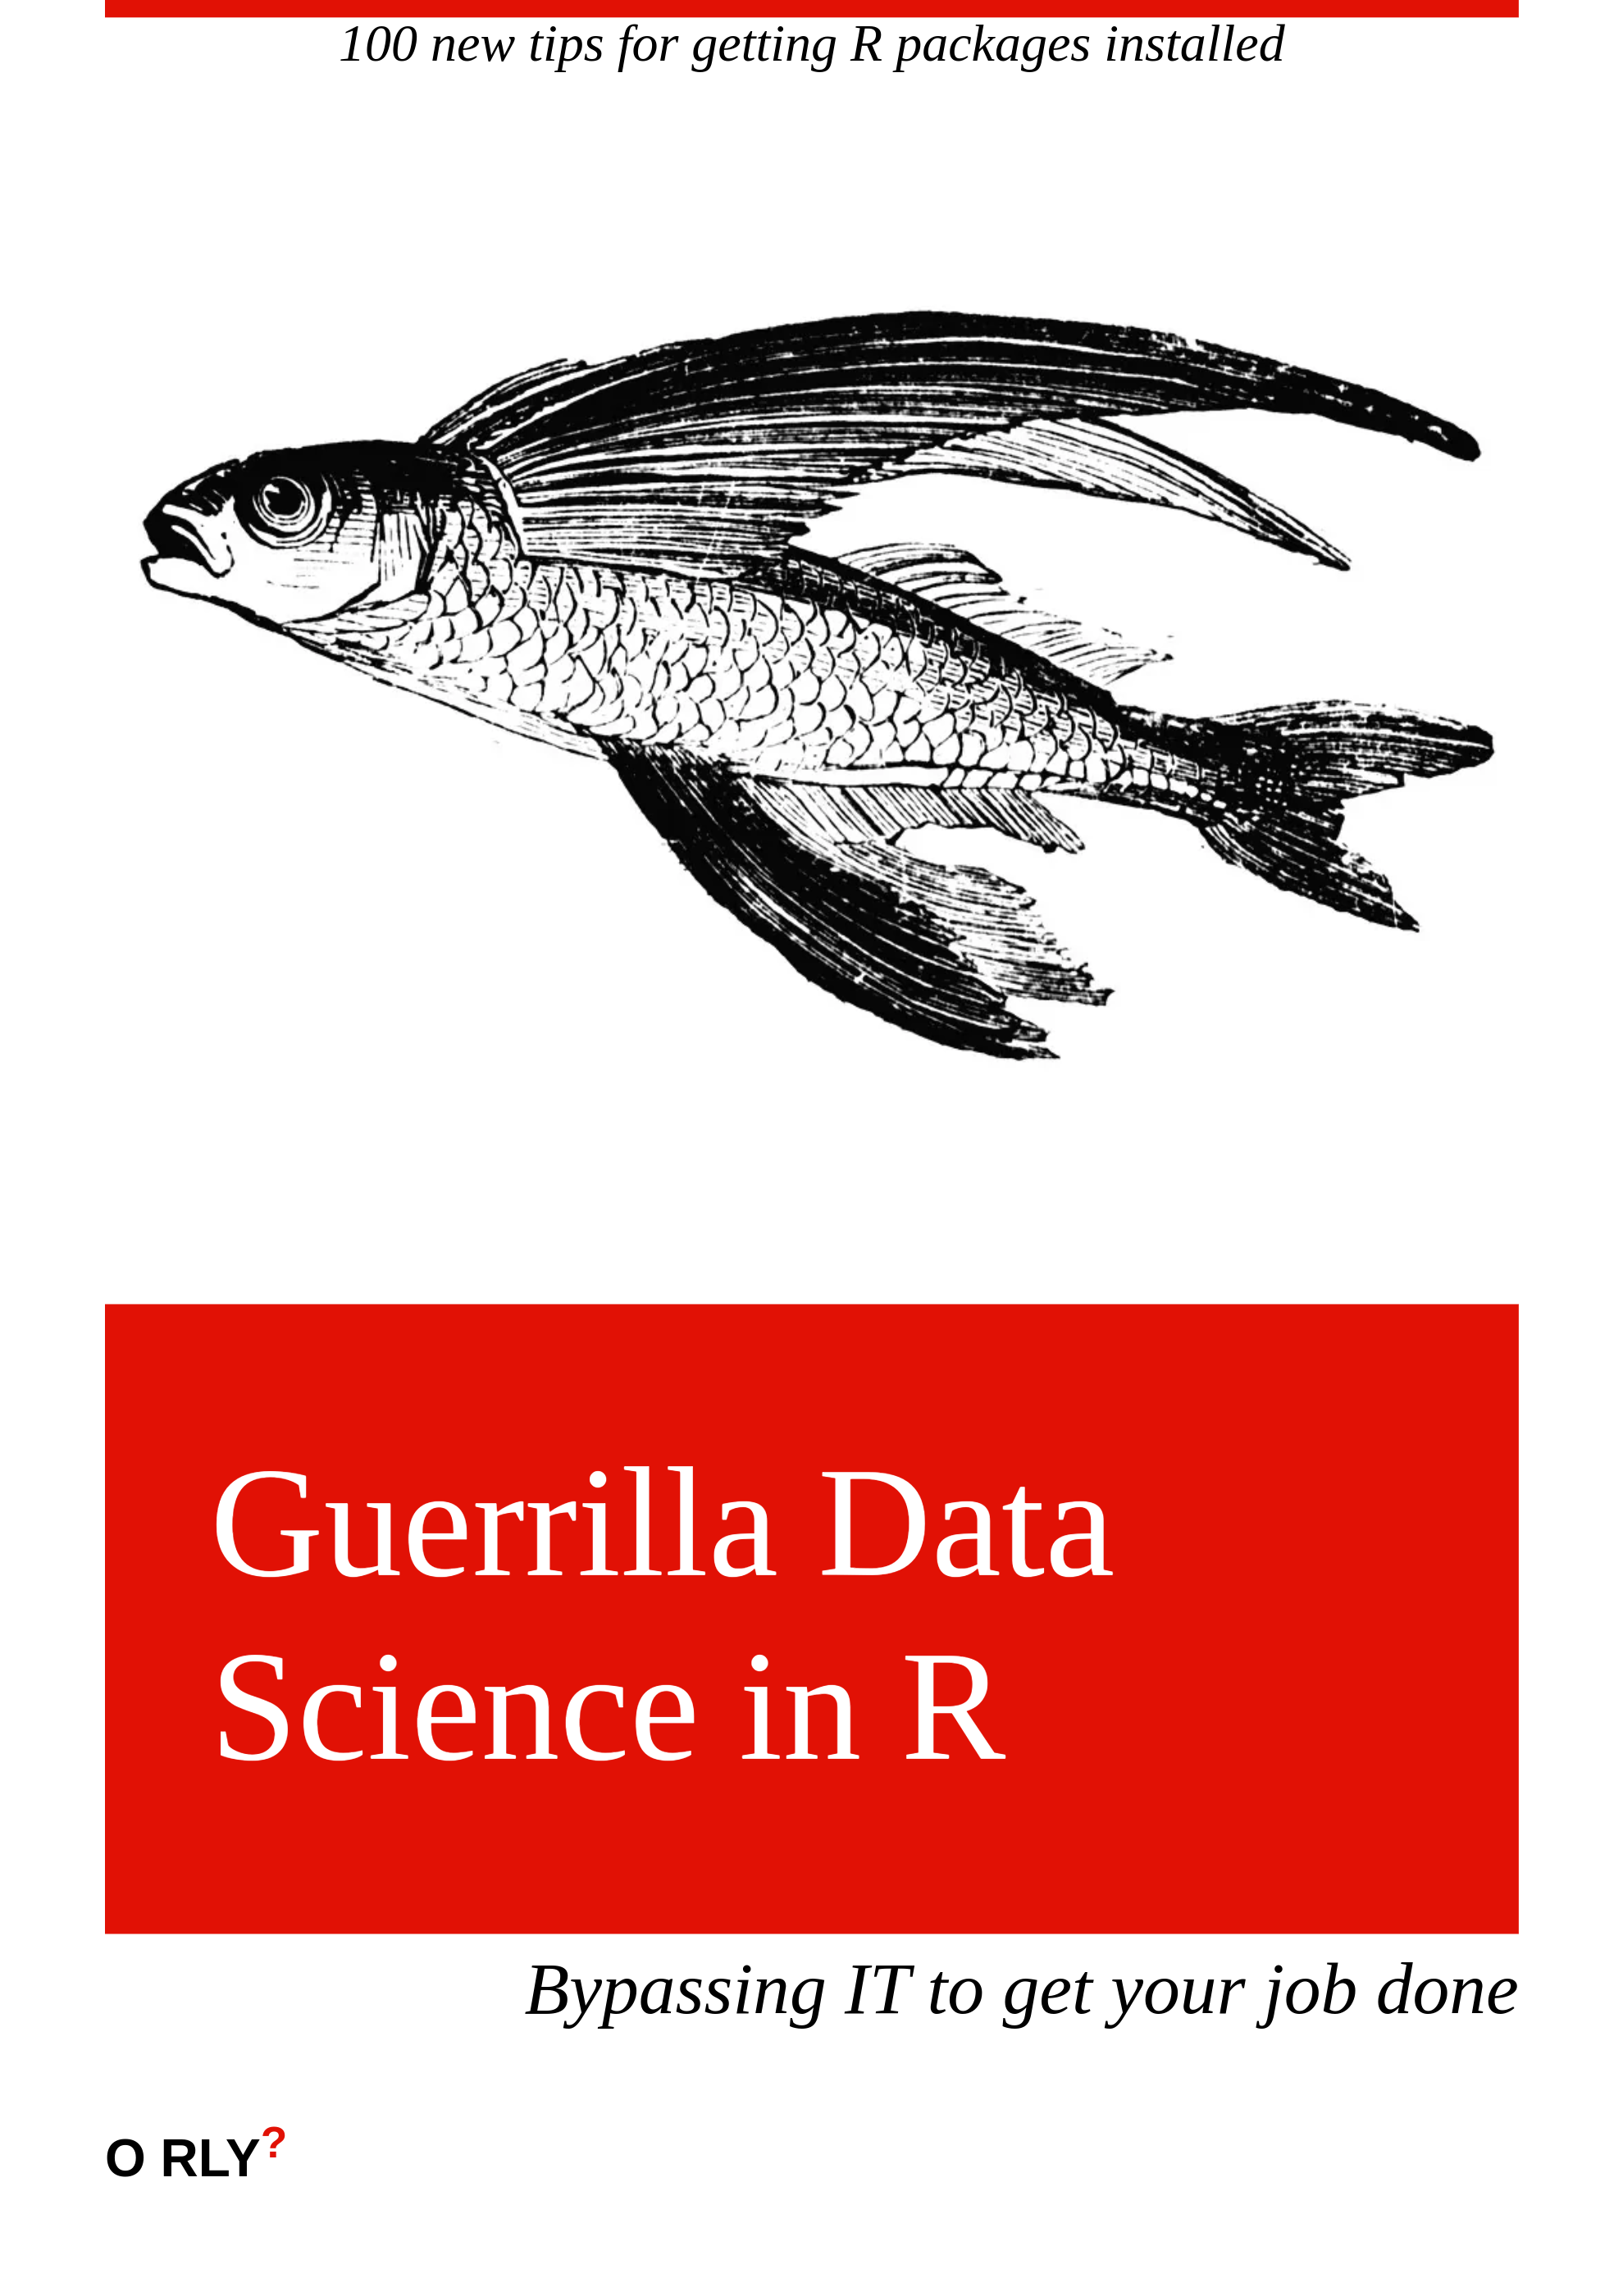 100 new tips for getting R packages installed
Guerrilla Data
Science in R
Bypassing IT to get your job done
O RLY?